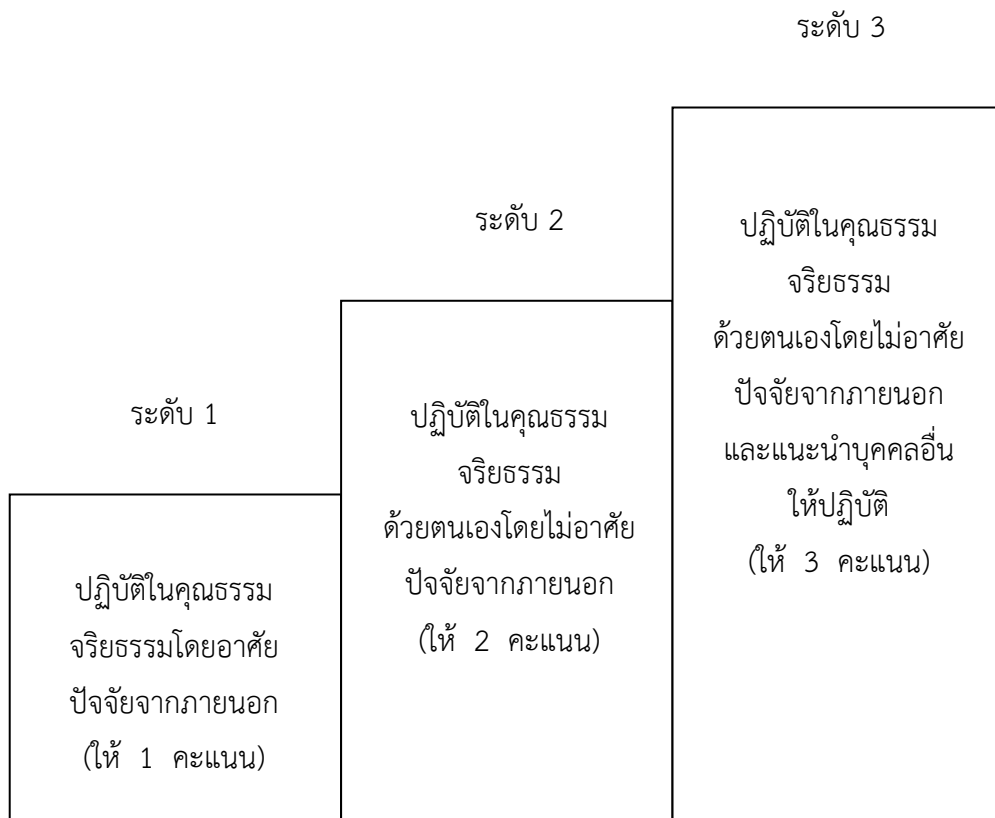 ระดับ 1
ปฏิบัติในคุณธรรม
จริยธรรมโดยอาศัย
ปัจจัยจากภายนอก
(ให้ 1 คะแนน)
ระดับ 2
ปฏิบัติในคุณธรรม
จริยธรรม
ด้วยตนเองโดยไม่อาศัย
ปัจจัยจากภายนอก
(ให้ 2 คะแนน)
ระดับ 3
ปฏิบัติในคุณธรรม
จริยธรรม
ด้วยตนเองโดยไม่อาศัย
ปัจจัยจากภายนอก
และแนะนำบุคคลอื่น
ให้ปฏิบัติ
(ให้ 3 คะแนน)